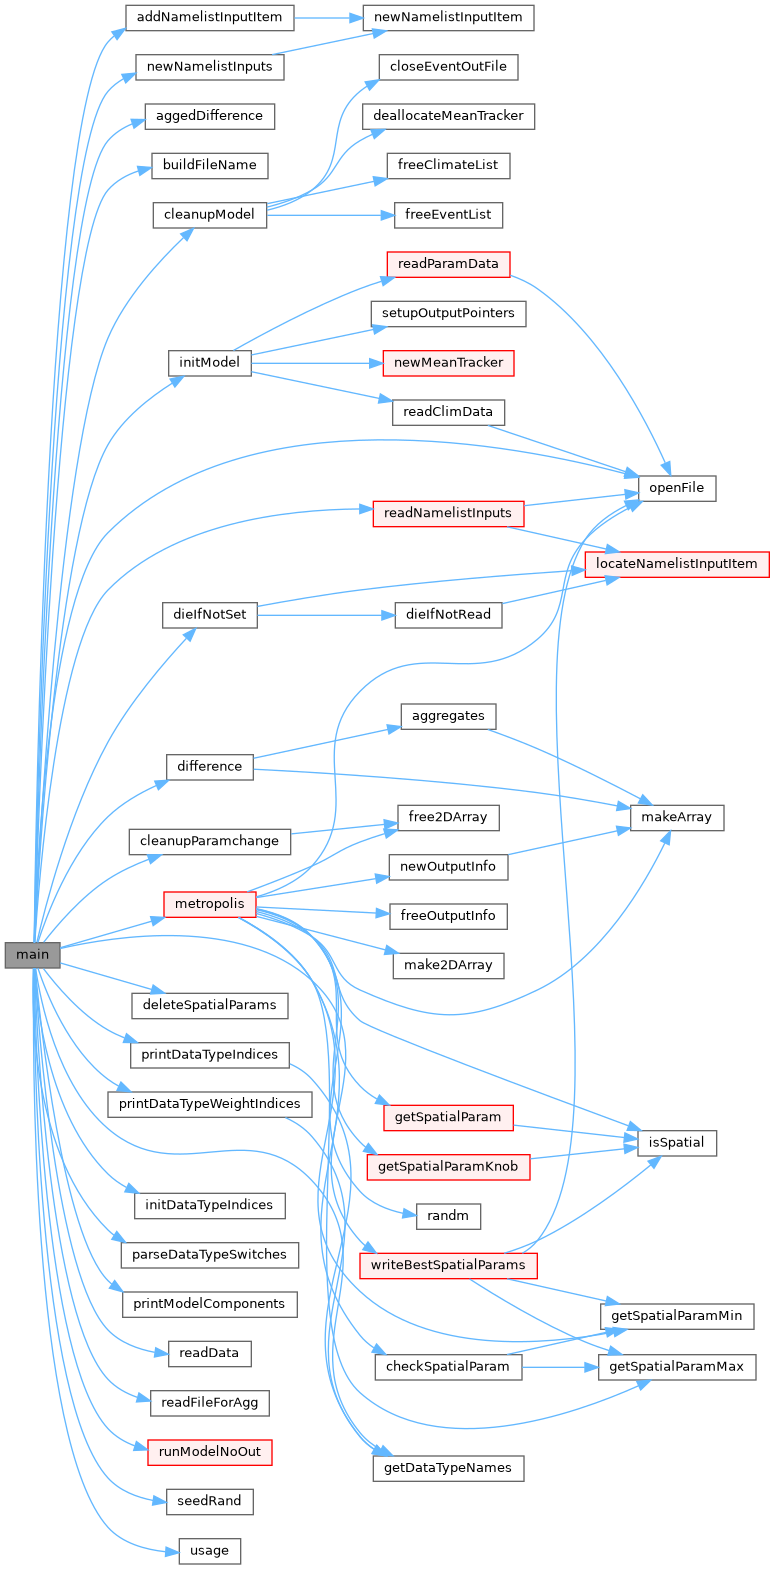 addNamelistInputItem
newNamelistInputItem
newNamelistInputs
closeEventOutFile
aggedDifference
deallocateMeanTracker
buildFileName
freeClimateList
cleanupModel
freeEventList
readParamData
setupOutputPointers
initModel
newMeanTracker
readClimData
openFile
readNamelistInputs
locateNamelistInputItem
dieIfNotSet
dieIfNotRead
aggregates
difference
makeArray
free2DArray
cleanupParamchange
newOutputInfo
metropolis
freeOutputInfo
main
make2DArray
deleteSpatialParams
printDataTypeIndices
printDataTypeWeightIndices
getSpatialParam
isSpatial
getSpatialParamKnob
initDataTypeIndices
randm
parseDataTypeSwitches
writeBestSpatialParams
printModelComponents
getSpatialParamMin
readData
checkSpatialParam
getSpatialParamMax
readFileForAgg
runModelNoOut
getDataTypeNames
seedRand
usage